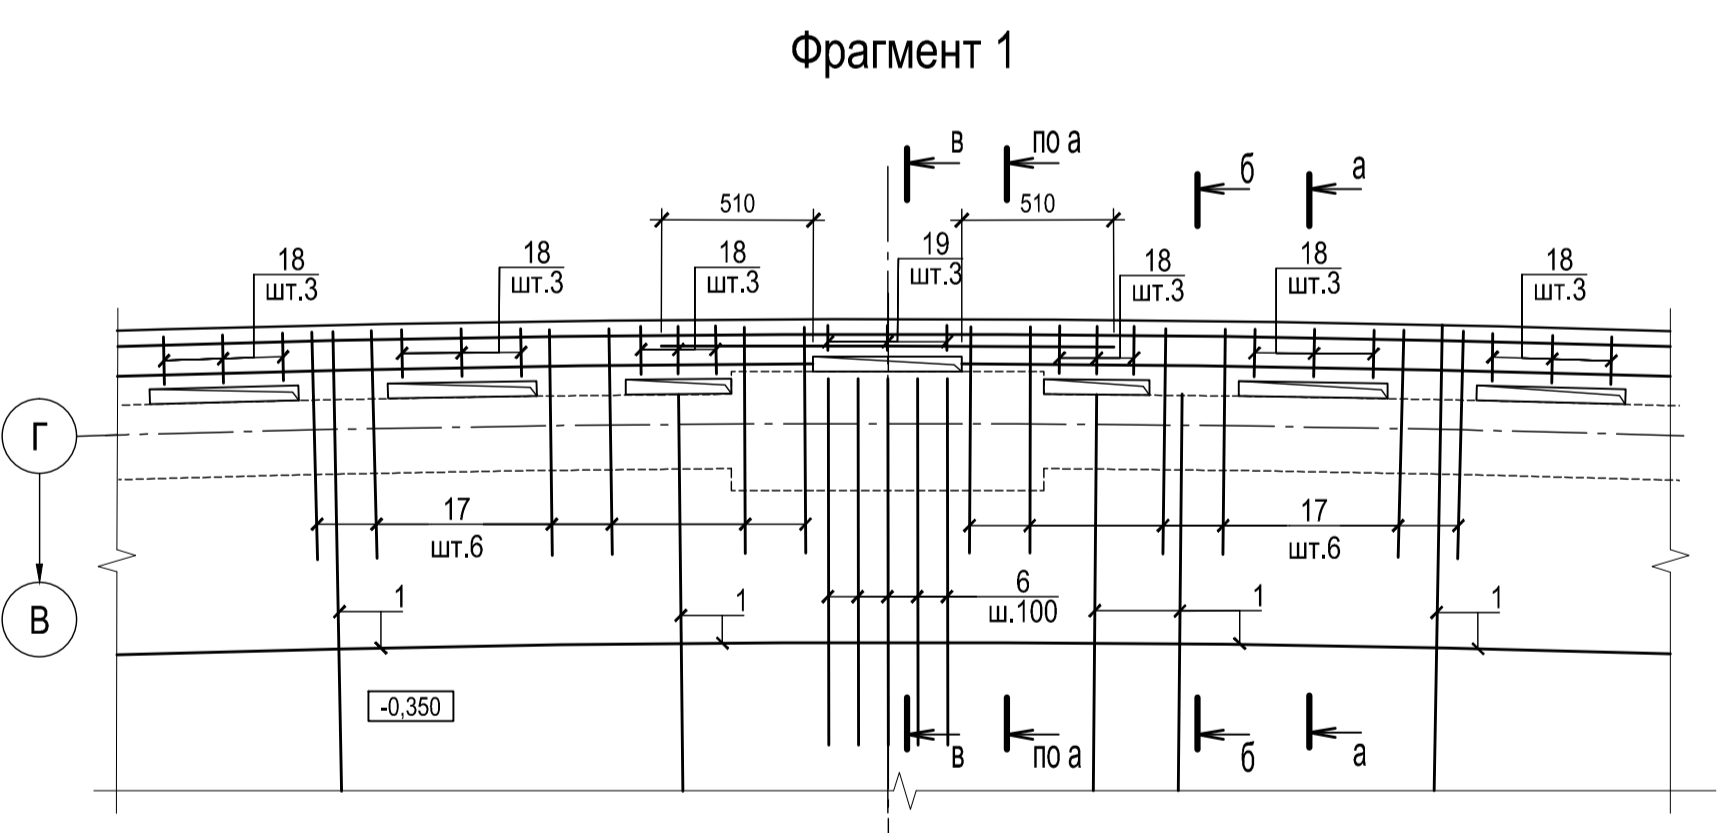 Фрагмент 1
в
по а
б
а
510
510
18
шт.3
18
шт.3
18
шт.3
19
шт.3
18
шт.3
18
шт.3
18
шт.3
Г
17
шт.6
17
шт.6
В
1
1
6
ш.100
1
1
-0,350
в
по а
б
а